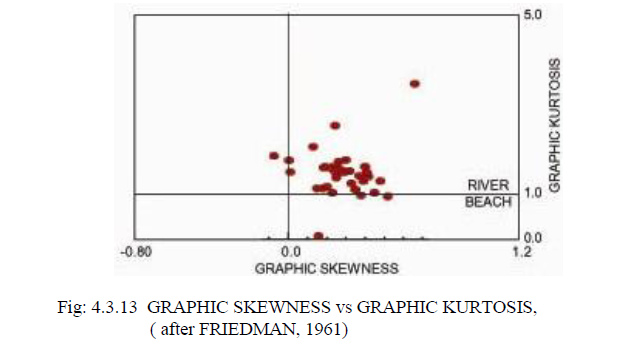 5.0
GRAPHIC KURTOSIS
RIVER
1.0
BEACH
0.0
-0.80
0.0
1.2
GRAPHIC SKEWNESS
Fig: 4.3.13 GRAPHIC SKEWNESS vs GRAPHIC KURTOSIS,
( after FRIEDMAN, 1961)